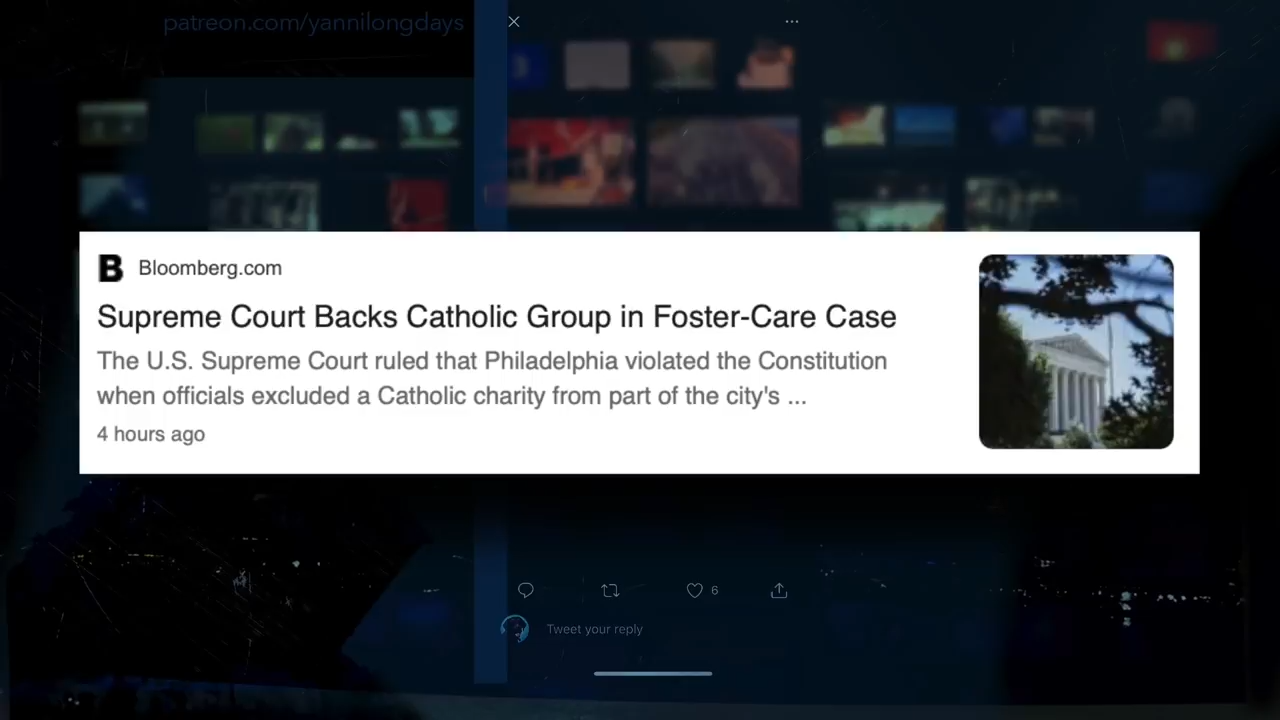 patreon.com/yannilongdays
B Bloomberg.com
Supreme Court Backs Catholic Group in Foster-Care Case
The U.S. Supreme Court ruled that Philadelphia violated the Constitution
when officials excluded a Catholic charity from part of the city's ...
4 hours ago
6
Tweet your reply